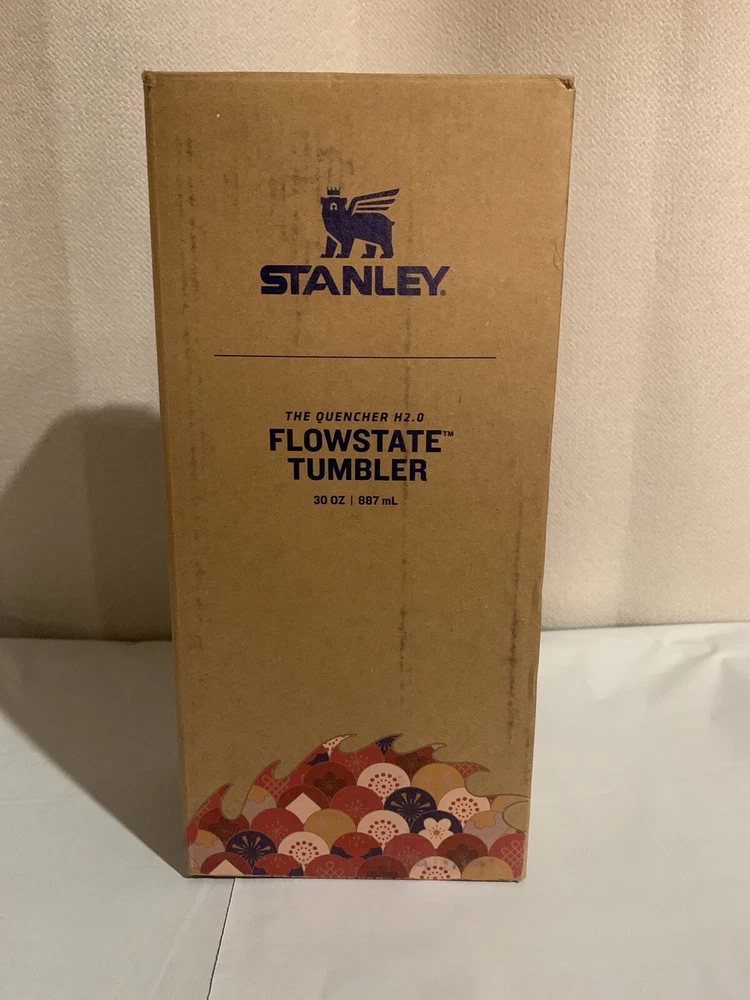 STANLEY®
THE QUENCHER H2.0
FLOWSTATE™
TUMBLER
30 OZ | 887 mL